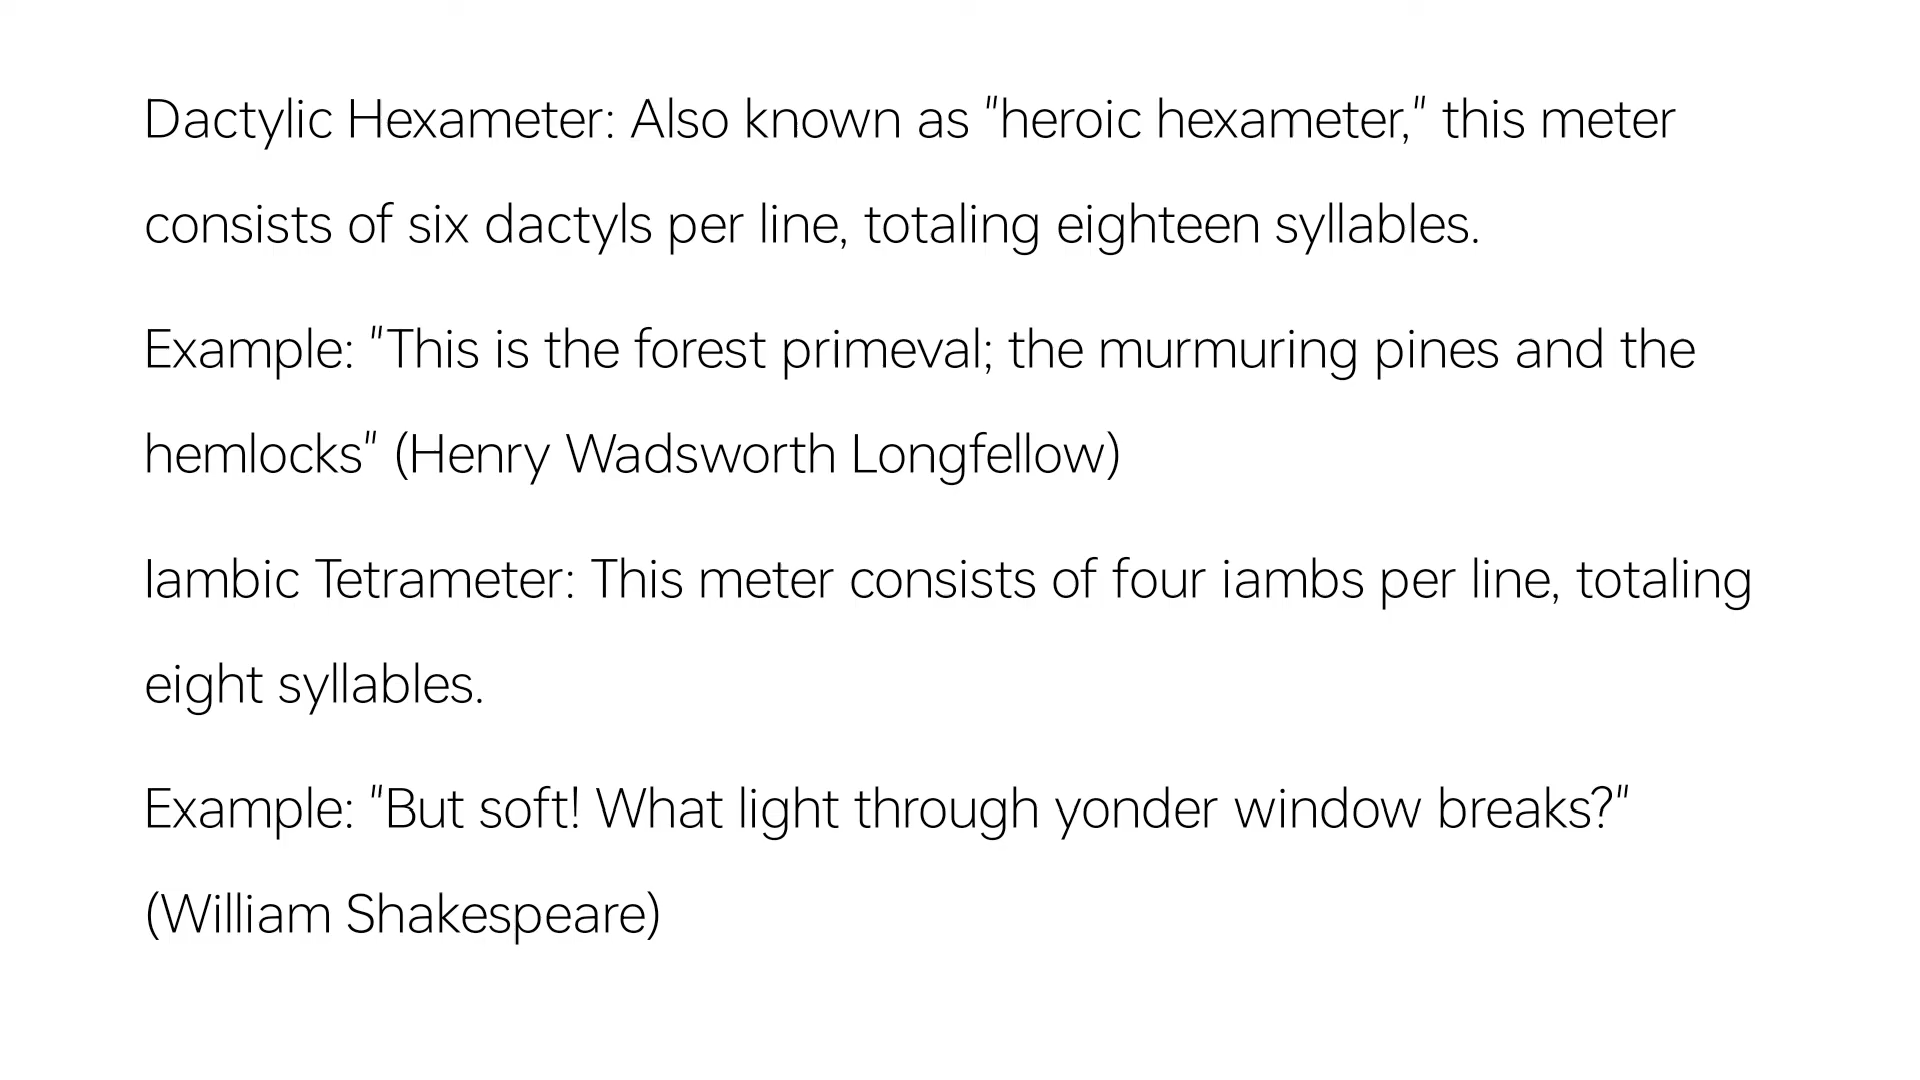 Dactylic Hexameter: Also known as "heroic hexameter," this meter
consists of six dactyls per line, totaling eighteen syllables.
Example: "This is the forest primeval; the murmuring pines and the
hemlocks" (Henry Wadsworth Longfellow)
Iambic Tetrameter: This meter consists of four iambs per line, totaling
eight syllables.
Example: "But soft! What light through yonder window breaks?"
(William Shakespeare)